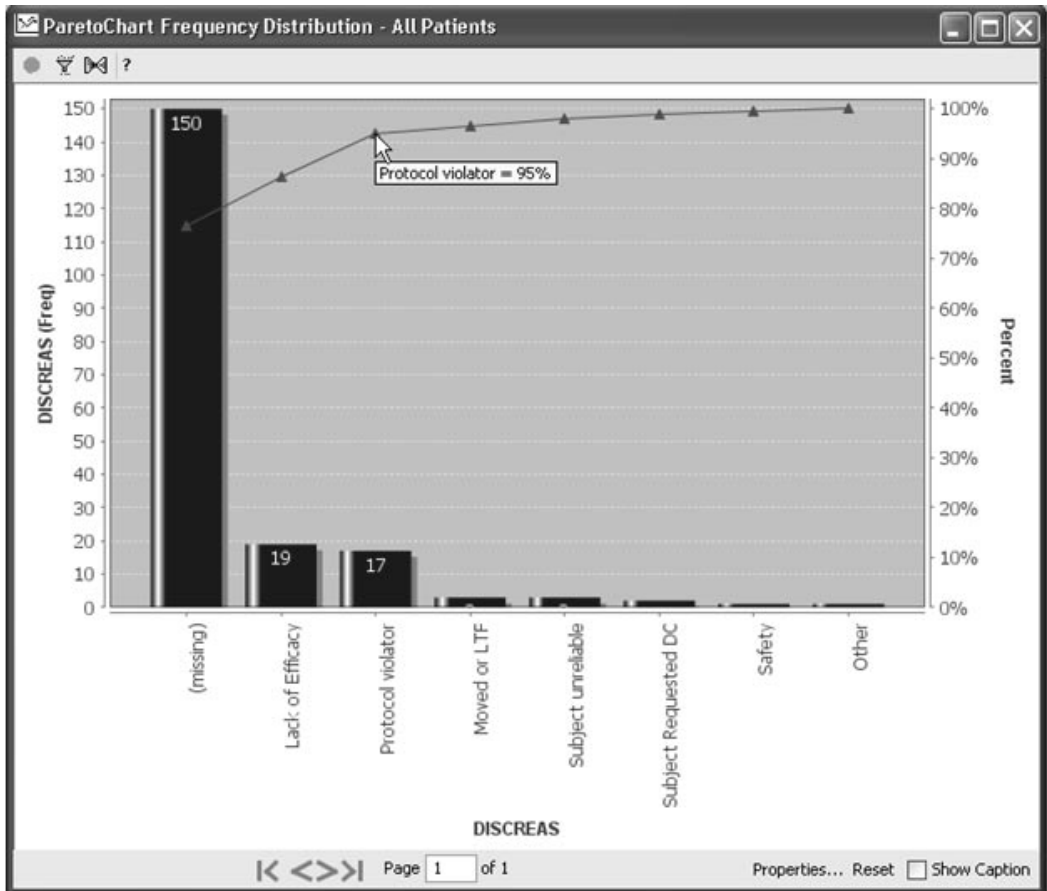 ParetoChart Frequency Distribution - All Patients
?
150
140
130
120
110
100
90
80
70
60
50
40
30
20
10
0
DISCREAS (Freq)
150
19
17
Protocol violator = 95%
100%
90%
80%
70%
60%
50%
40%
30%
20%
10%
0%
Percent
(missing)
Lack of Efficacy
Protocol violator
Moved or LTF
Subject unreliable
Subject Requested DC
Safety
Other
DISCREAS
Page 1 of 1 Properties... Reset Show Caption